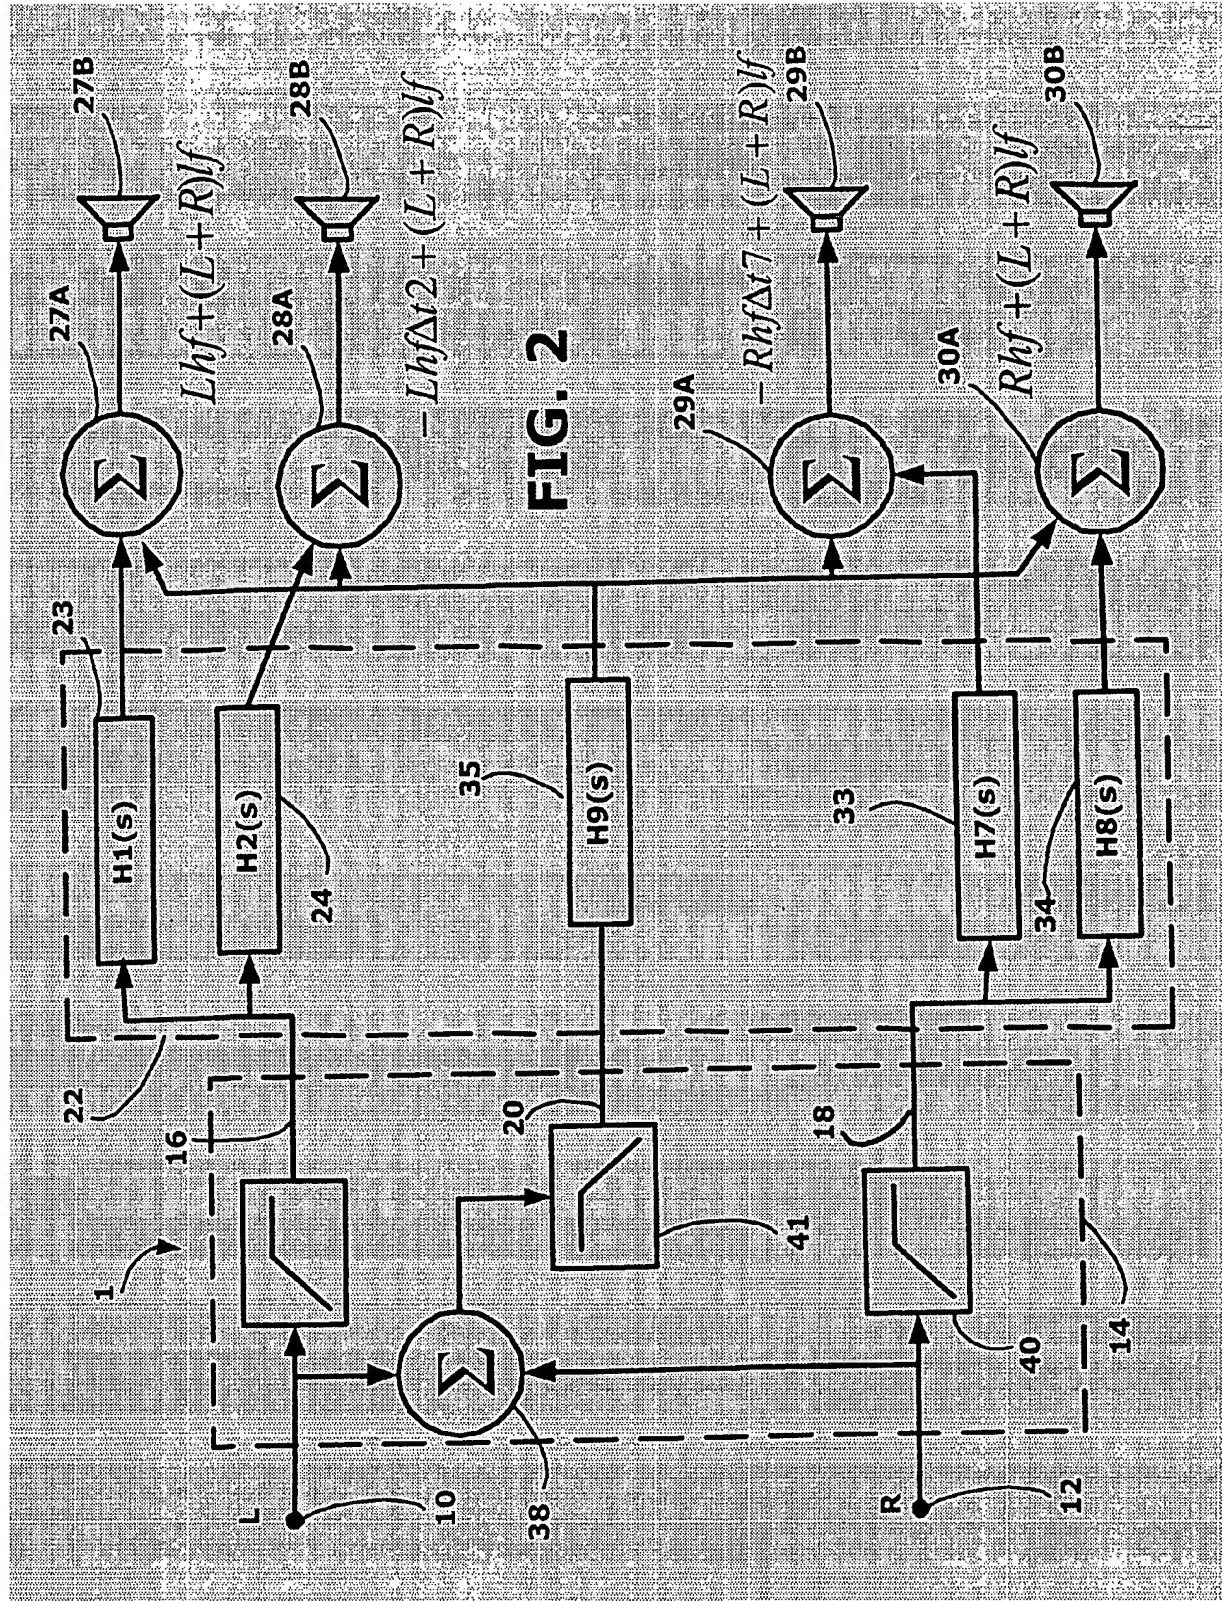 27B
27A
Lhf+(L+R)lf
28B
28A
−LhfΔt2+(L+R)lf
FIG. 2
29B
29A
−RhfΔt7+(L+R)lf
30B
30A
Rhf+(L+R)lf
Σ
Σ
Σ
Σ
23
H1(s)
H2(s)
24
35
H9(s)
33
H7(s)
34
H8(s)
22
16
20
18
1
41
40
14
Σ
38
L
10
R
12